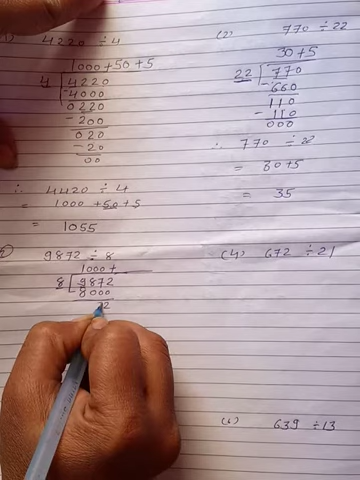 4220 ÷ 4
1000 + 50 + 5
4 4220
- 4000
0220
- 200
020
- 20
00
∴ 4420 ÷ 4
= 1000 + 50 + 5
= 1055
(2) 770 ÷ 22
30 + 5
22 770
- 660
110
- 110
000
∴ 770 ÷ 22
= 30 + 5
= 35
9872 ÷ 8
1000 +
8 9872
- 8000
72
(4) 672 ÷ 21
639 ÷ 13